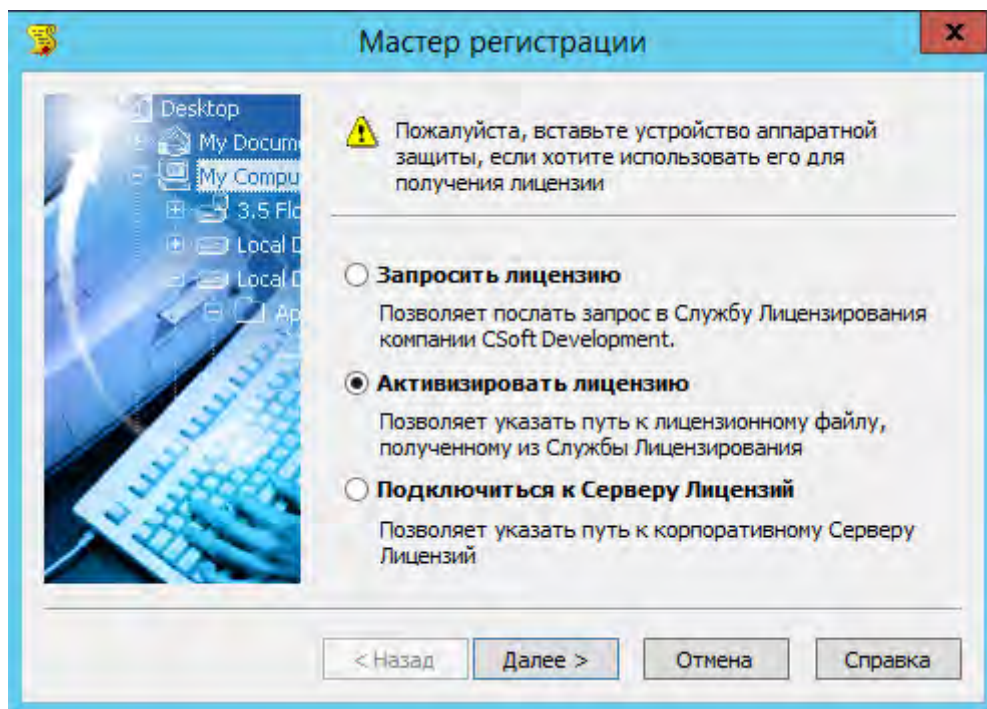 Мастер регистрации
Desktop
My Docum
My Compu
3.5 Flo
Local D
Local D
Ap
Пожалуйста, вставьте устройство аппаратной
защиты, если хотите использовать его для
получения лицензии
Запросить лицензию
Позволяет послать запрос в Службу Лицензирования
компании CSoft Development.
Активизировать лицензию
Позволяет указать путь к лицензионному файлу,
полученному из Службы Лицензирования
Подключиться к Серверу Лицензий
Позволяет указать путь к корпоративному Серверу
Лицензий
< Назад Далее > Отмена Справка